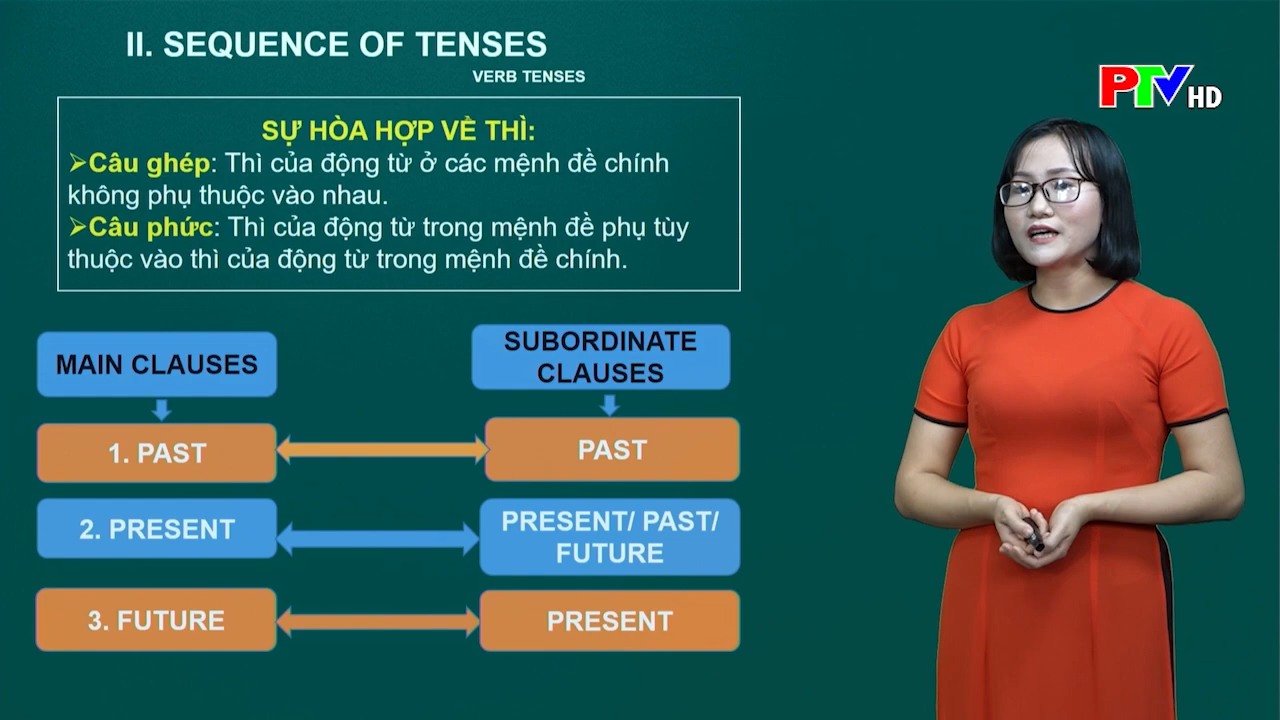 II. SEQUENCE OF TENSES
VERB TENSES
PTV HD
SỰ HÒA HỢP VỀ THÌ:
➢Câu ghép: Thì của động từ ở các mệnh đề chính
không phụ thuộc vào nhau.
➢Câu phức: Thì của động từ trong mệnh đề phụ tùy
thuộc vào thì của động từ trong mệnh đề chính.
MAIN CLAUSES
SUBORDINATE
CLAUSES
1. PAST
PAST
2. PRESENT
PRESENT/ PAST/
FUTURE
3. FUTURE
PRESENT